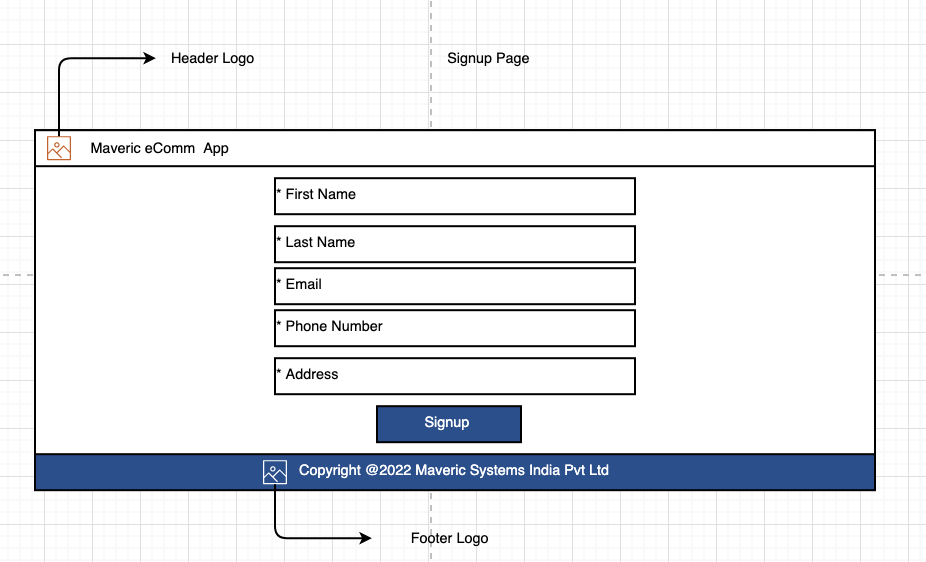 Header Logo
Signup Page
Maveric eComm  App
* First Name
* Last Name
* Email
* Phone Number
* Address
Signup
Copyright @2022 Maveric Systems India Pvt Ltd
Footer Logo